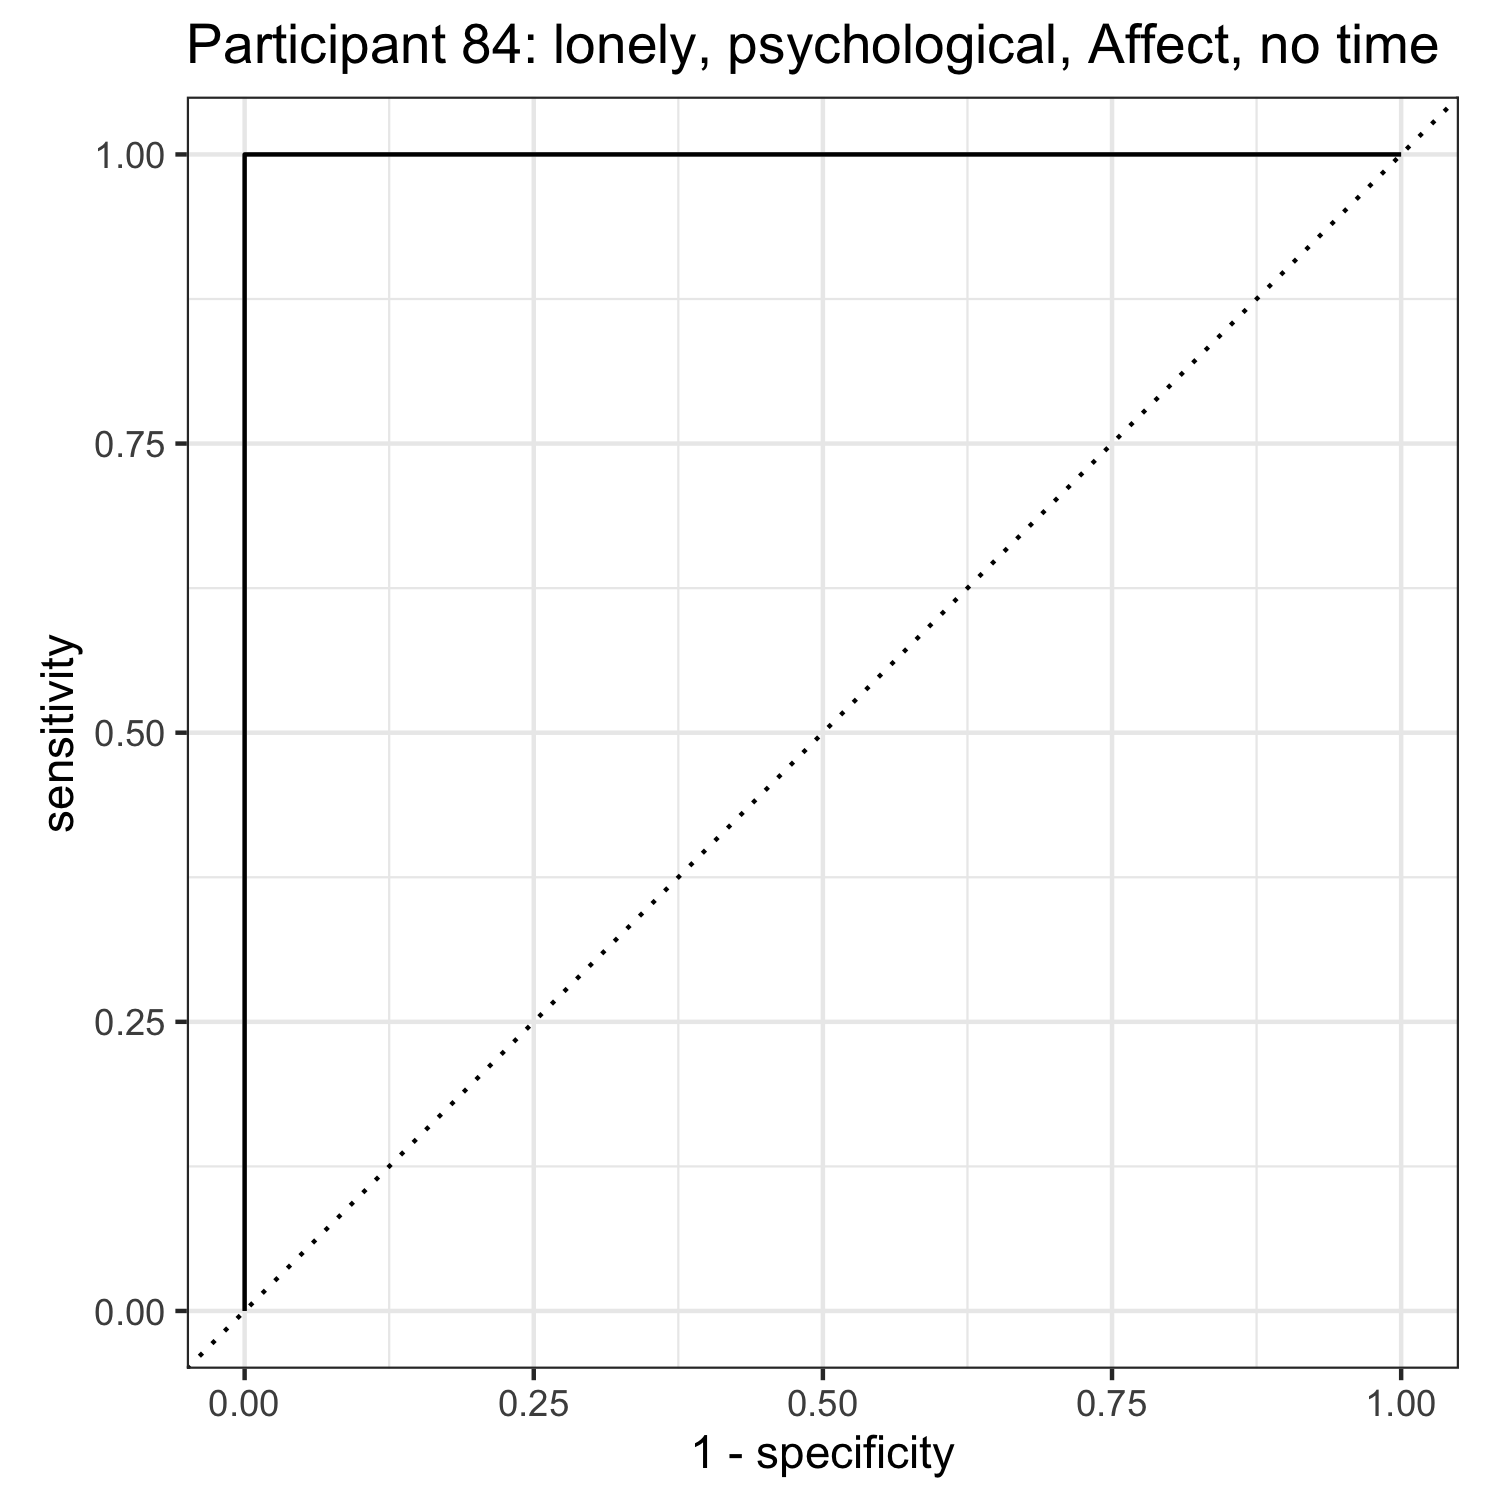 Participant 84: lonely, psychological, Affect, no time
1.00
0.75
0.50
0.25
0.00
sensitivity
0.00 0.25 0.50 0.75 1.00
1 - specificity